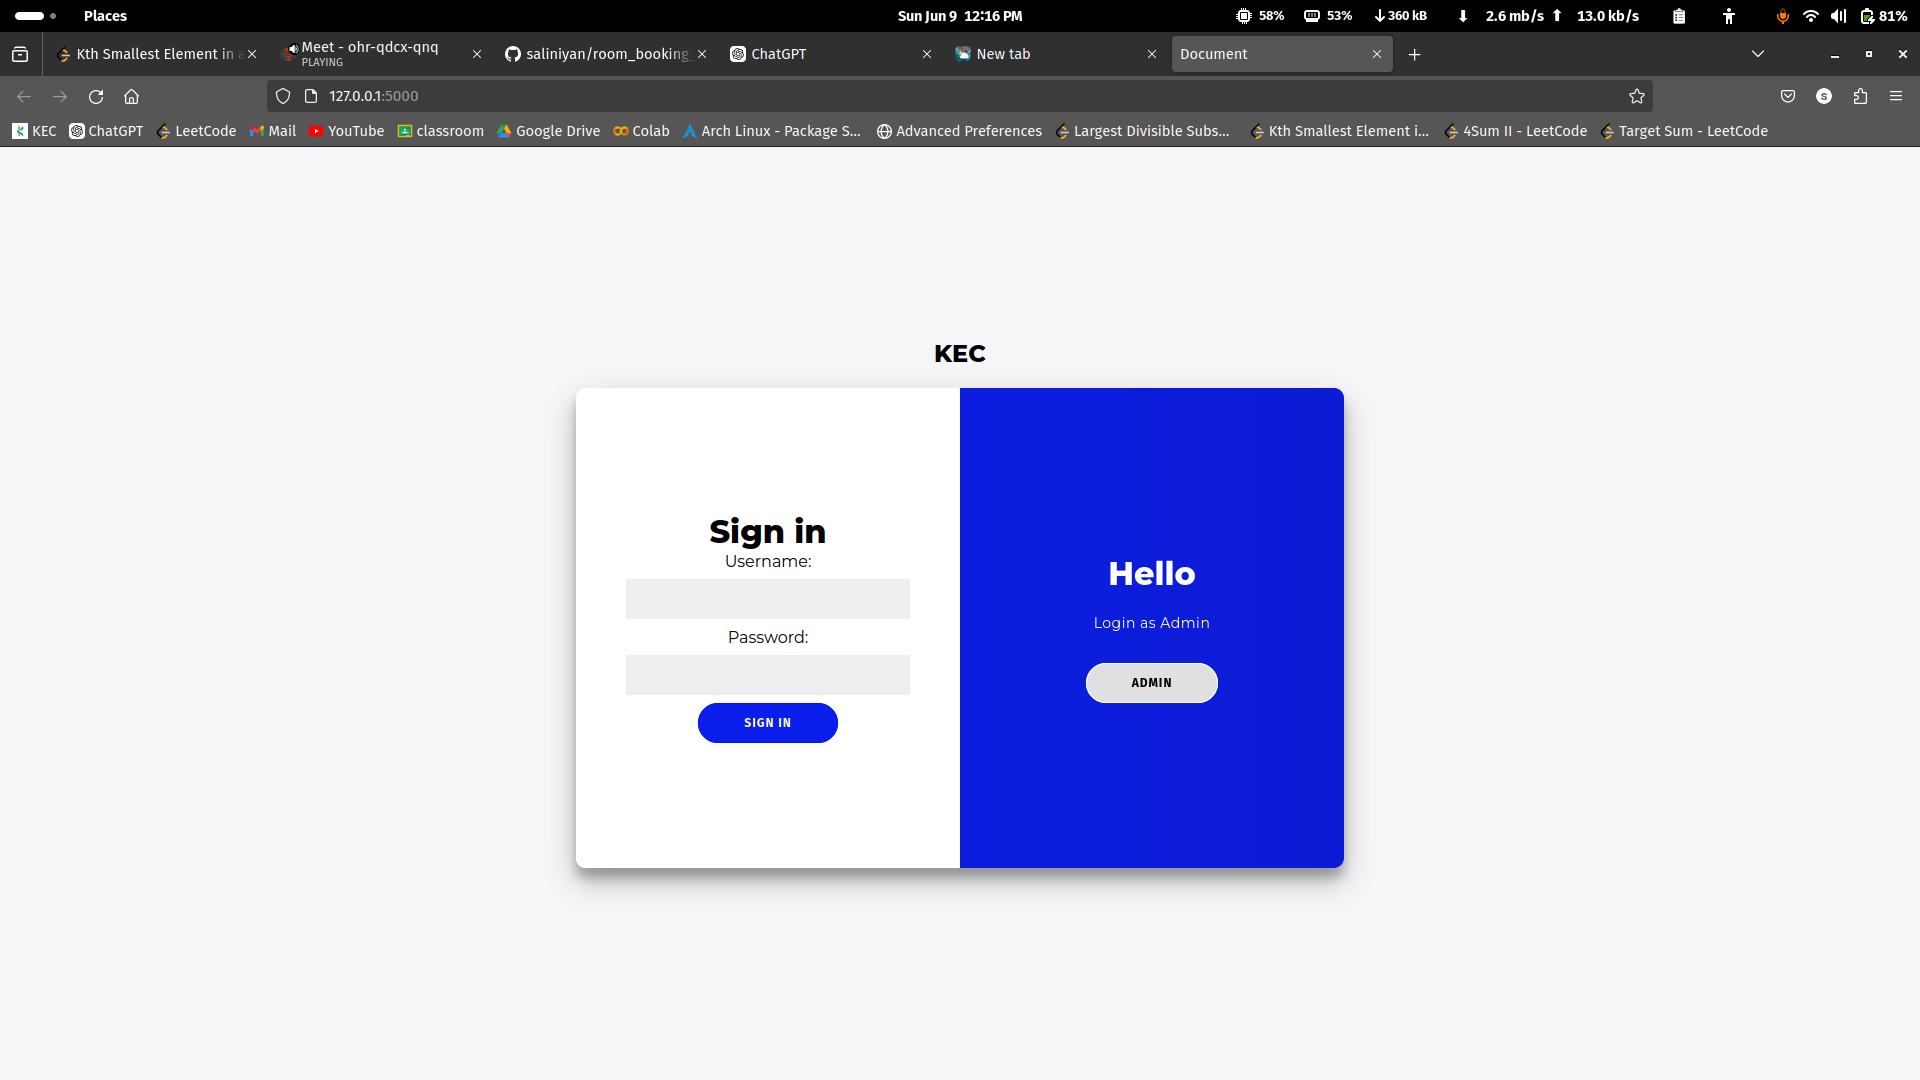 Places
Sun Jun 9 12:16 PM
58%
53%
360 kB
2.6 mb/s
13.0 kb/s
81%
Kth Smallest Element in a
Meet - ohr-qdcx-qnq
PLAYING
saliniyan/room_booking
ChatGPT
New tab
Document
127.0.0.1:5000
S
KEC
ChatGPT
LeetCode
Mail
YouTube
classroom
Google Drive
Colab
Arch Linux - Package S...
Advanced Preferences
Largest Divisible Subs...
Kth Smallest Element i...
4Sum II - LeetCode
Target Sum - LeetCode
KEC
Sign in
Username:
Password:
SIGN IN
Hello
Login as Admin
ADMIN